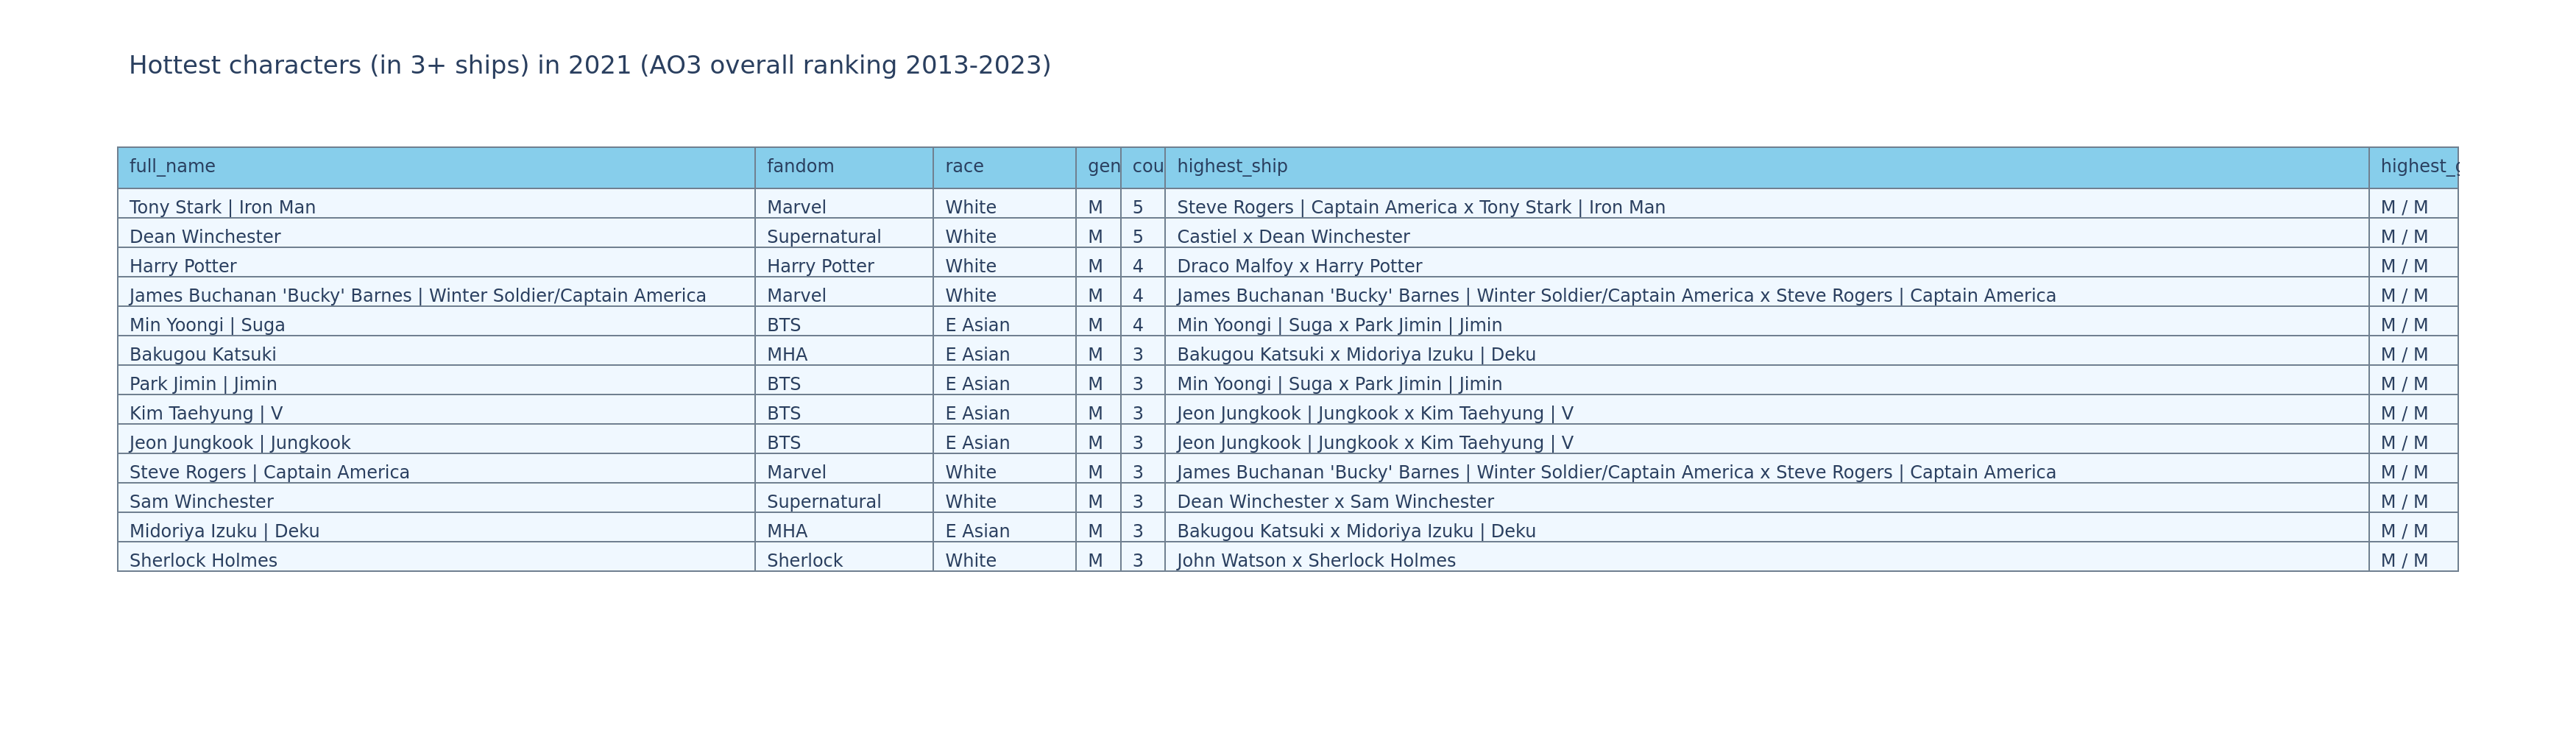 Hottest characters (in 3+ ships) in 2021 (AO3 overall ranking 2013-2023)
full_name fandom race gen cou highest_ship highest_g
Tony Stark | Iron Man Marvel White M 5 Steve Rogers | Captain America x Tony Stark | Iron Man M / M
Dean Winchester Supernatural White M 5 Castiel x Dean Winchester M / M
Harry Potter Harry Potter White M 4 Draco Malfoy x Harry Potter M / M
James Buchanan 'Bucky' Barnes | Winter Soldier/Captain America Marvel White M 4 James Buchanan 'Bucky' Barnes | Winter Soldier/Captain America x Steve Rogers | Captain America M / M
Min Yoongi | Suga BTS E Asian M 4 Min Yoongi | Suga x Park Jimin | Jimin M / M
Bakugou Katsuki MHA E Asian M 3 Bakugou Katsuki x Midoriya Izuku | Deku M / M
Park Jimin | Jimin BTS E Asian M 3 Min Yoongi | Suga x Park Jimin | Jimin M / M
Kim Taehyung | V BTS E Asian M 3 Jeon Jungkook | Jungkook x Kim Taehyung | V M / M
Jeon Jungkook | Jungkook BTS E Asian M 3 Jeon Jungkook | Jungkook x Kim Taehyung | V M / M
Steve Rogers | Captain America Marvel White M 3 James Buchanan 'Bucky' Barnes | Winter Soldier/Captain America x Steve Rogers | Captain America M / M
Sam Winchester Supernatural White M 3 Dean Winchester x Sam Winchester M / M
Midoriya Izuku | Deku MHA E Asian M 3 Bakugou Katsuki x Midoriya Izuku | Deku M / M
Sherlock Holmes Sherlock White M 3 John Watson x Sherlock Holmes M / M